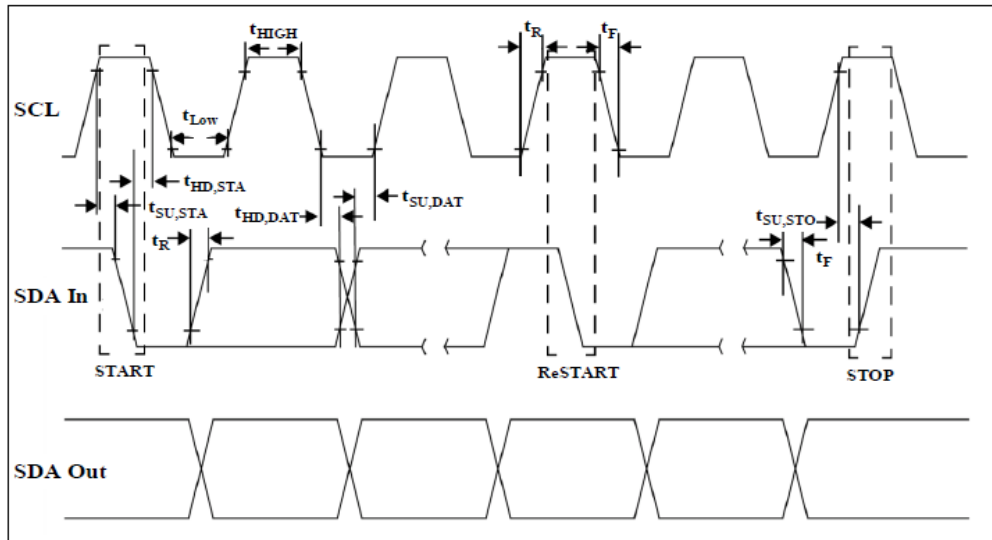 tHIGH
tR tF
SCL
tLow
tHD,STA
tSU,STA
tHD,DAT
tSU,DAT
tSU,STO
tR
tF
SDA In
START
ReSTART
STOP
SDA Out